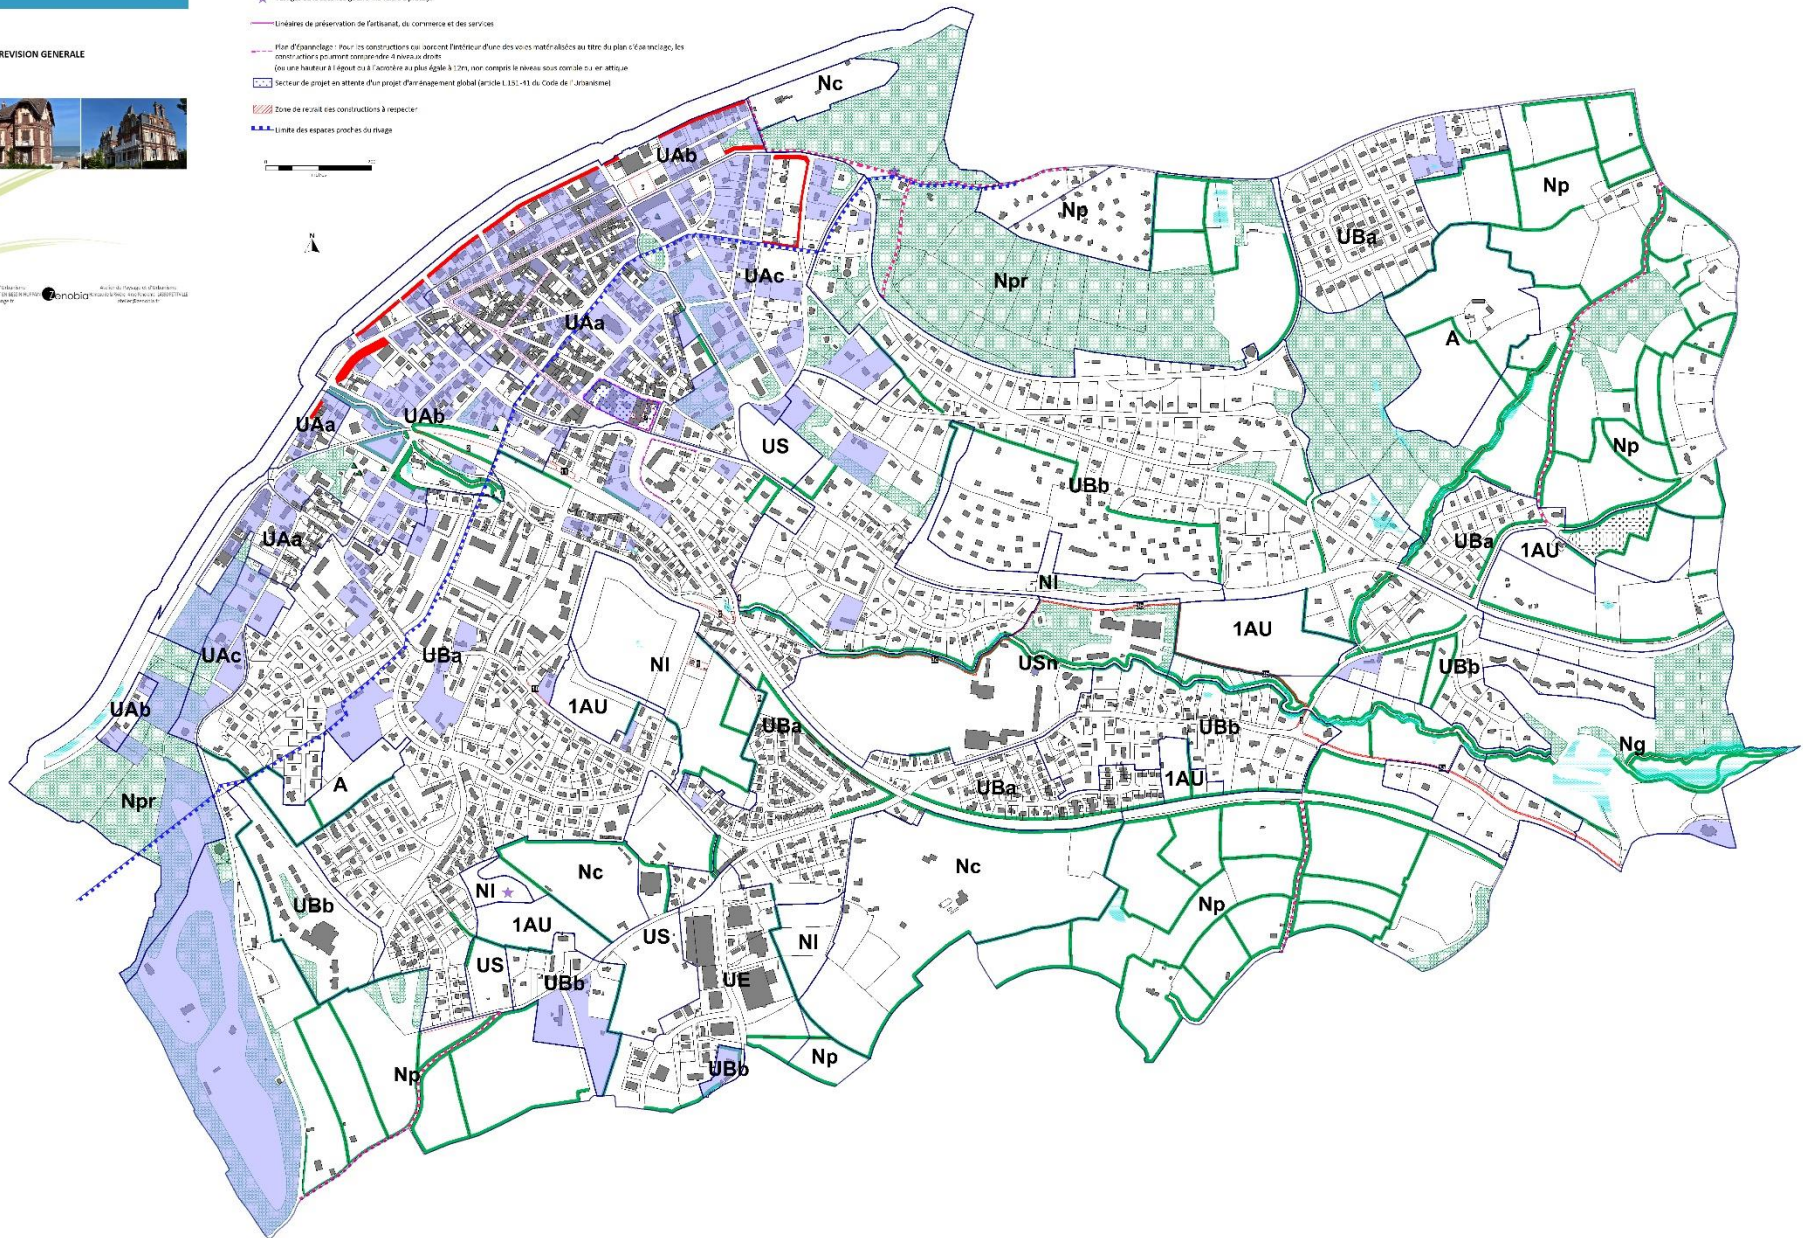 REVISION GENERALE
Linéaires de préservation de l'artisanat, du commerce et des services
Plan d'épannelage : Pour les constructions qui bordent l'intérieur d'une des voies matérialisées au titre du plan d'épannelage, les
constructions pourront comprendre 4 niveaux droits
(ou une hauteur à l'égout ou à l'acrotère au plus égale à 12m, non compris le niveau sous comble ou en attique
Secteur de projet en attente d'un projet d'aménagement global (article L.151-41 du Code de l'Urbanisme)
Zone de retrait des constructions à respecter
Limite des espaces proches du rivage
N
Zenobia
Nc
UAb
Np
Np
UBa
Npr
UAc
UAa
A
UAb
UAa
US
Np
UBb
UAa
UBa
1AU
Nl
1AU
UAc
UBa
Nl
USn
UBb
1AU
UAb
UBa
UBb
Ng
A
UBa
1AU
Npr
Nc
Nl
Nc
UBb
Np
1AU
US
Nl
US
UBb
UE
Np
Np
UBb